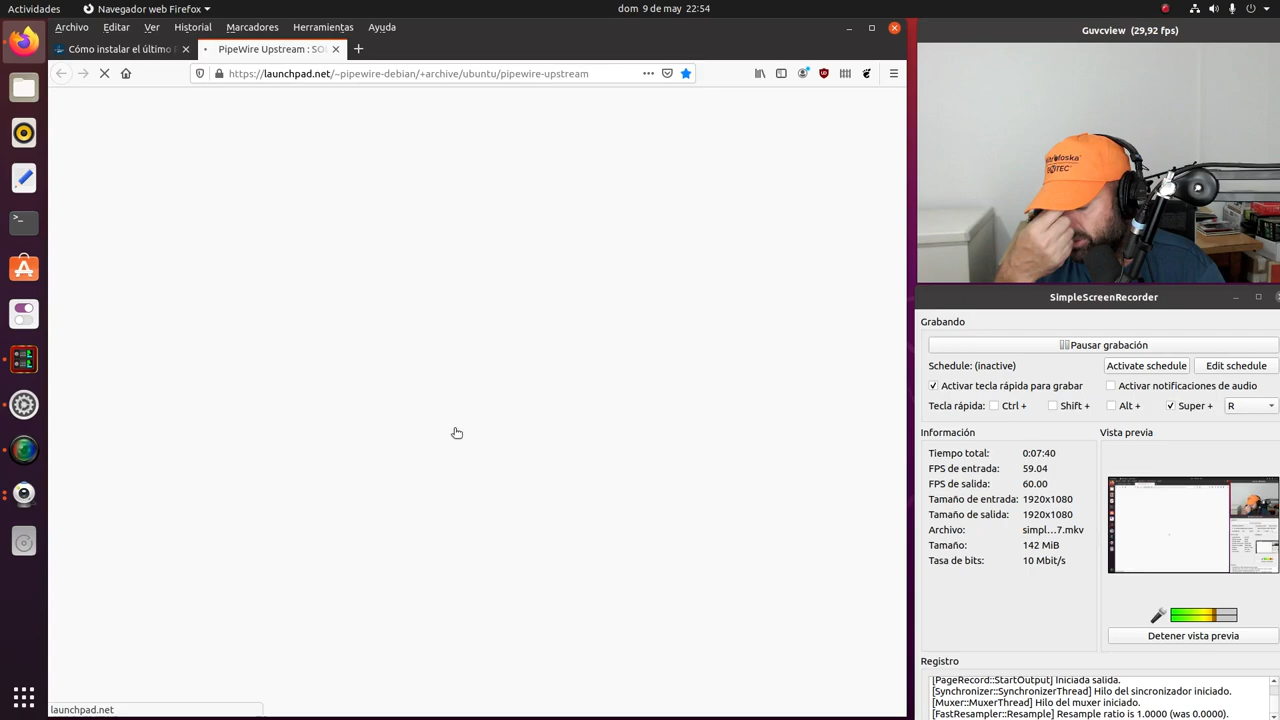 Actividades
Navegador web Firefox
dom 9 de may 22:54
Archivo Editar Ver Historial Marcadores Herramientas Ayuda
Guvcview (29,92 fps)
Cómo instalar el último
PipeWire Upstream : SO
https://launchpad.net/~pipewire-debian/+archive/ubuntu/pipewire-upstream
SimpleScreenRecorder
Grabando
Pausar grabación
Schedule: (inactive) Activate schedule Edit schedule
Activar tecla rápida para grabar Activar notificaciones de audio
Tecla rápida: Ctrl + Shift + Alt + Super + R
Información Vista previa
Tiempo total: 0:07:40
FPS de entrada: 59.04
FPS de salida: 60.00
Tamaño de entrada: 1920x1080
Tamaño de salida: 1920x1080
Archivo: simpl...7.mkv
Tamaño: 142 MiB
Tasa de bits: 10 Mbit/s
Detener vista previa
Registro
[PageRecord::StartOutput] Iniciada salida.
[Synchronizer::SynchronizerThread] Hilo del sincronizador iniciado.
[Muxer::MuxerThread] Hilo del muxer iniciado.
[FastResampler::Resample] Resample ratio is 1.0000 (was 0.0000).
launchpad.net